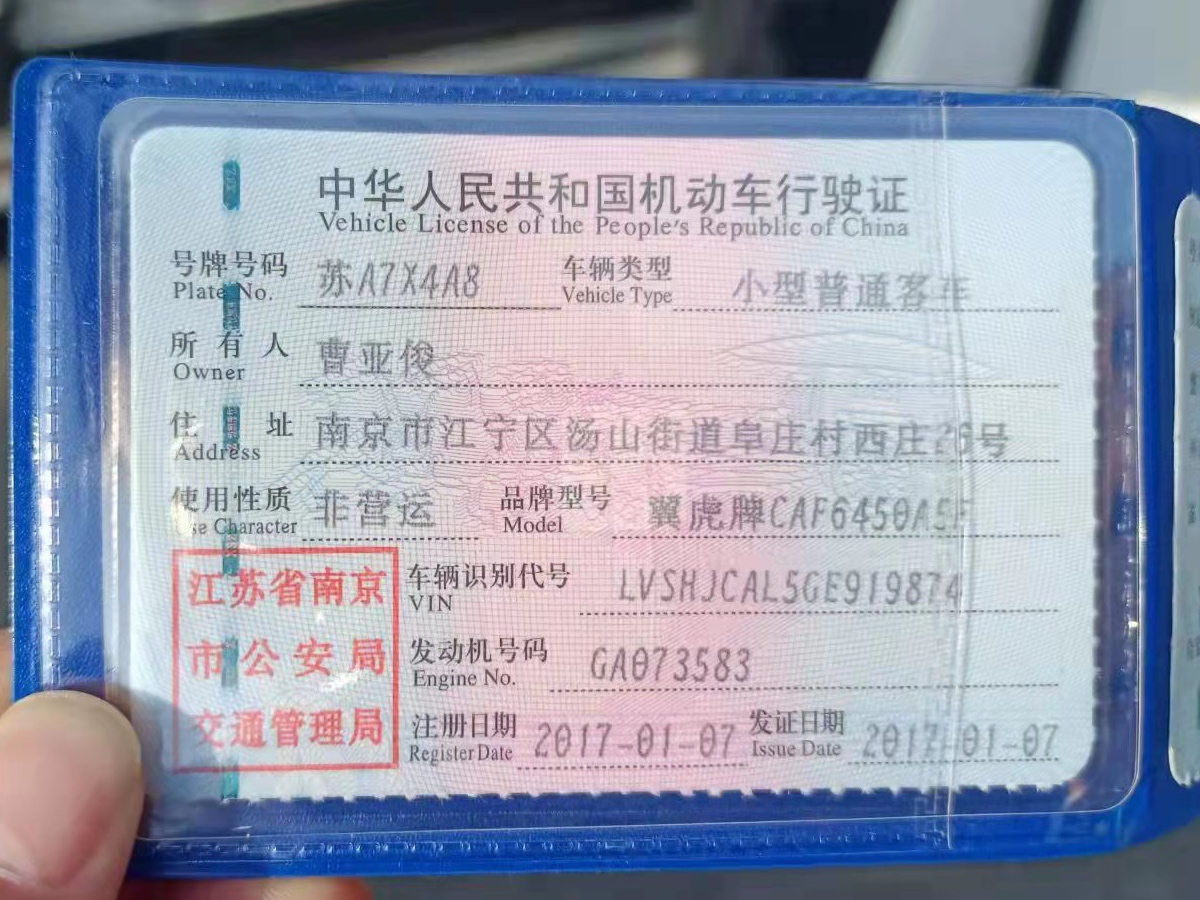 中华人民共和国机动车行驶证
Vehicle License of the People's Republic of China
号牌号码 苏A7X4A8 车辆类型 小型普通客车
Plate No. Vehicle Type
所有人 曹亚俊
Owner
住址 南京市江宁区汤山街道阜庄村西庄26号
Address
使用性质 非营运 品牌型号 翼虎牌CAF6450A5
Use Character Model
江苏省南京
市公安局
交通管理局
车辆识别代号 LVSHJCAL5GE919874
VIN
发动机号码 GA073583
Engine No.
注册日期 2017-01-07 发证日期 2017-01-07
Register Date Issue Date